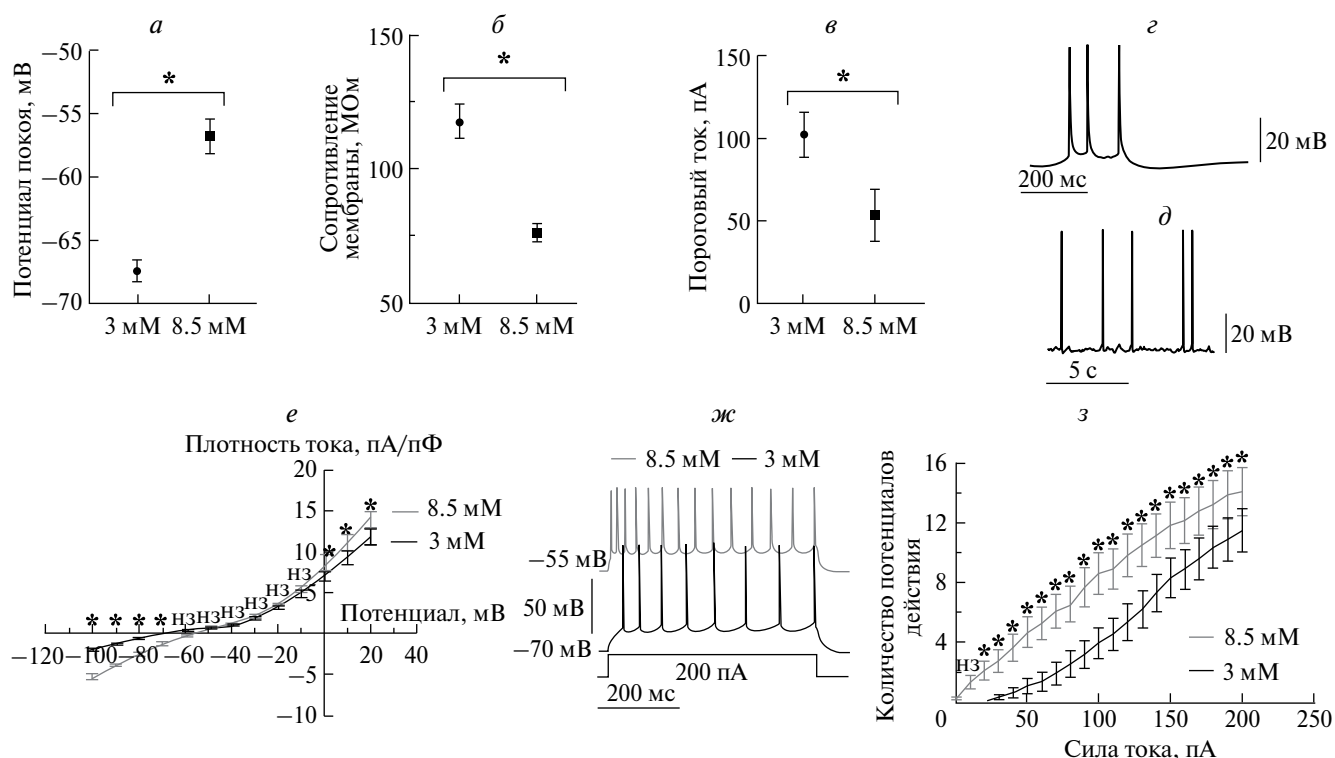 а
Потенциал покоя, мВ
−50
−55
−60
−65
−70
*
3 мМ
8.5 мМ
б
Сопротивление
мембраны, МОм
150
100
50
*
3 мМ
8.5 мМ
в
Пороговый ток, пА
150
100
50
0
*
3 мМ
8.5 мМ
г
20 мВ
200 мс
д
20 мВ
5 с
е
Плотность тока, пА/пФ
20
15
10
5
−5
−10
8.5 мМ
3 мМ
Потенциал, мВ
* * * * нз нз нз нз нз нз * * *
−120 −100 −80 −60 −40 −20 0 20 40
ж
8.5 мМ 3 мМ
−55 мВ
50 мВ
−70 мВ
200 пА
200 мс
з
Количество потенциалов
действия
16
12
8
4
0
нз * * * * * * * * * * * * * * * * * * *
8.5 мМ
3 мМ
50 100 150 200 250
Сила тока, пА